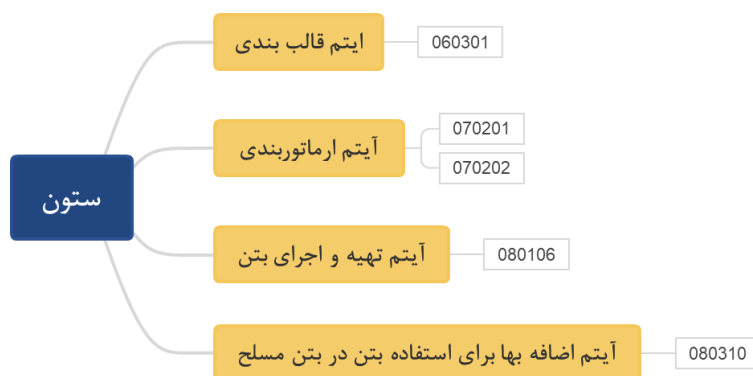 ستون
ایتم قالب بندی
060301
آیتم ارماتوربندی
070201
070202
آیتم تهیه و اجرای بتن
080106
آیتم اضافه بها برای استفاده بتن در بتن مسلح
080310